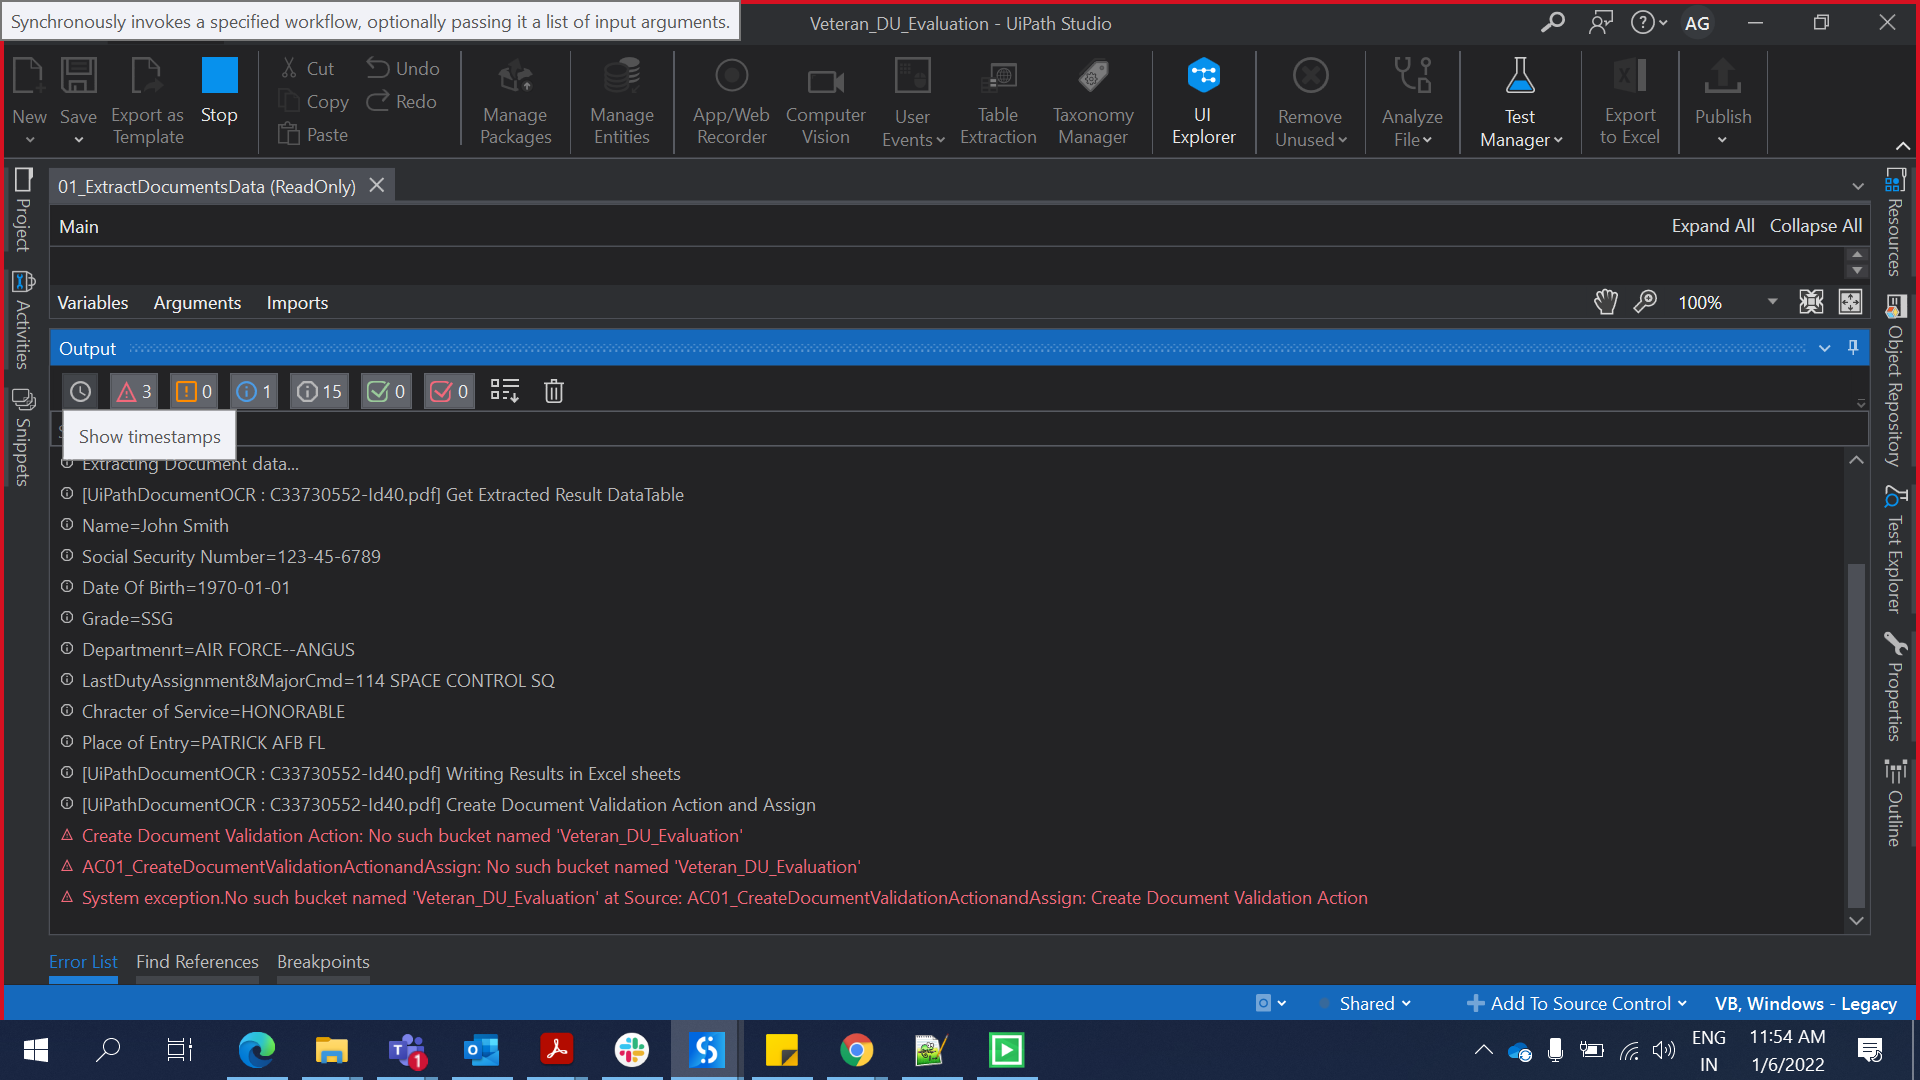 Synchronously invokes a specified workflow, optionally passing it a list of input arguments.
Veteran_DU_Evaluation - UiPath Studio
AG
New
Save
Export as
Template
Stop
Cut
Copy
Paste
Undo
Redo
Manage
Packages
Manage
Entities
App/Web
Recorder
Computer
Vision
User
Events
Table
Extraction
Taxonomy
Manager
UI
Explorer
Remove
Unused
Analyze
File
Test
Manager
Export
to Excel
Publish
Project
Activities
Snippets
01_ExtractDocumentsData (ReadOnly)
Main
Expand All
Collapse All
Variables
Arguments
Imports
100%
Output
3
0
1
15
0
0
Show timestamps
Extracting Document data...
[UiPathDocumentOCR : C33730552-Id40.pdf] Get Extracted Result DataTable
Name=John Smith
Social Security Number=123-45-6789
Date Of Birth=1970-01-01
Grade=SSG
Departmenrt=AIR FORCE--ANGUS
LastDutyAssignment&MajorCmd=114 SPACE CONTROL SQ
Chracter of Service=HONORABLE
Place of Entry=PATRICK AFB FL
[UiPathDocumentOCR : C33730552-Id40.pdf] Writing Results in Excel sheets
[UiPathDocumentOCR : C33730552-Id40.pdf] Create Document Validation Action and Assign
Create Document Validation Action: No such bucket named 'Veteran_DU_Evaluation'
AC01_CreateDocumentValidationActionandAssign: No such bucket named 'Veteran_DU_Evaluation'
System exception.No such bucket named 'Veteran_DU_Evaluation' at Source: AC01_CreateDocumentValidationActionandAssign: Create Document Validation Action
Resources
Object Repository
Test Explorer
Properties
Outline
Error List
Find References
Breakpoints
Shared
Add To Source Control
VB, Windows - Legacy
1
ENG
IN
11:54 AM
1/6/2022